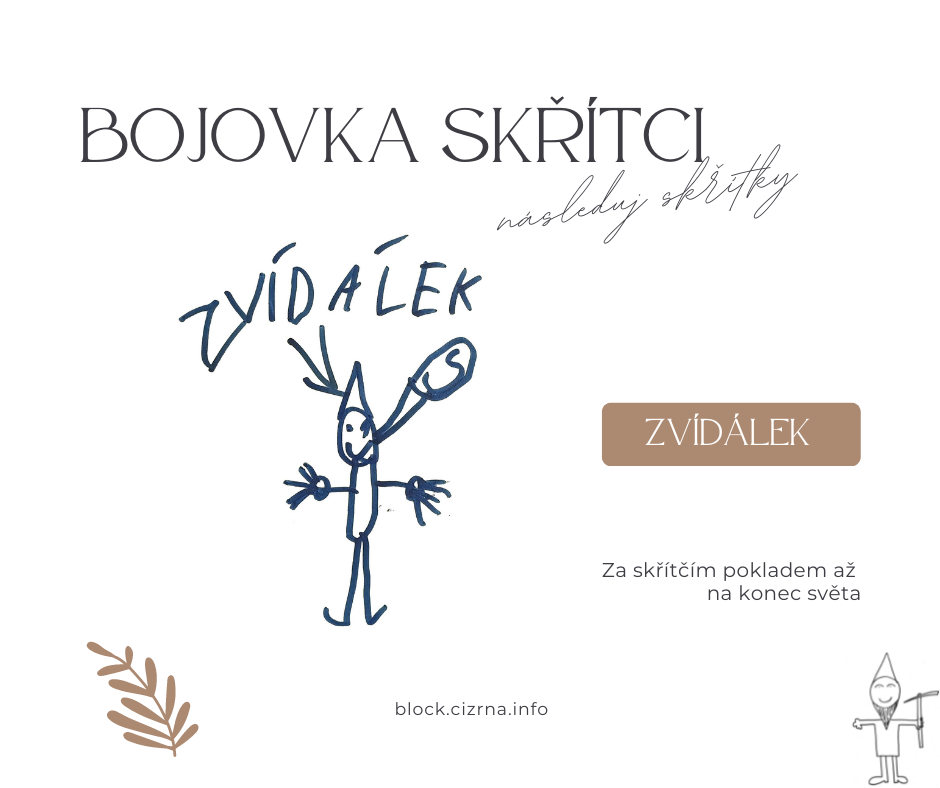 BOJOVKA SKŘÍTCI
následuj skřítky
ZVÍDÁLEK
S
ZVÍDÁLEK
Za skřítčím pokladem až
na konec světa
block.cizrna.info